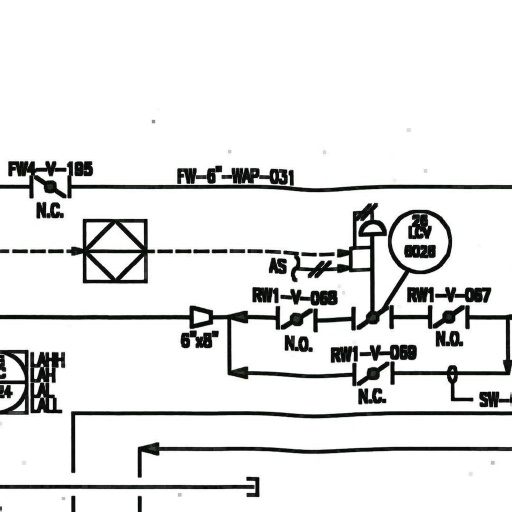 FW4-V-195
FW-6"-WAP-031
N.C.
26
LCV
6026
AS
RW1-V-068
RW1-V-067
6"x8"
N.O.
N.O.
RW1-V-069
LAHH
LAH
LAL
LALL
C
24
N.C.
SW-